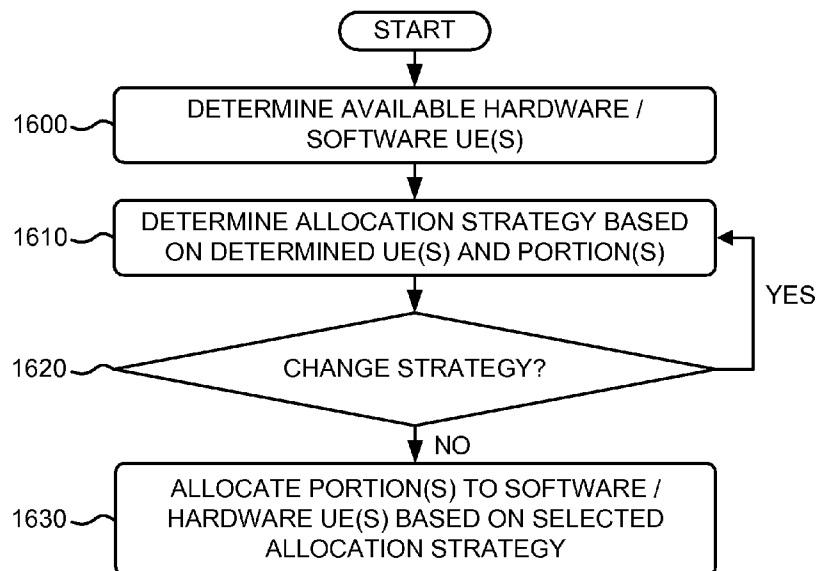 START
1600
DETERMINE AVAILABLE HARDWARE /
SOFTWARE UE(S)
1610
DETERMINE ALLOCATION STRATEGY BASED
ON DETERMINED UE(S) AND PORTION(S)
YES
1620
CHANGE STRATEGY?
NO
1630
ALLOCATE PORTION(S) TO SOFTWARE /
HARDWARE UE(S) BASED ON SELECTED
ALLOCATION STRATEGY